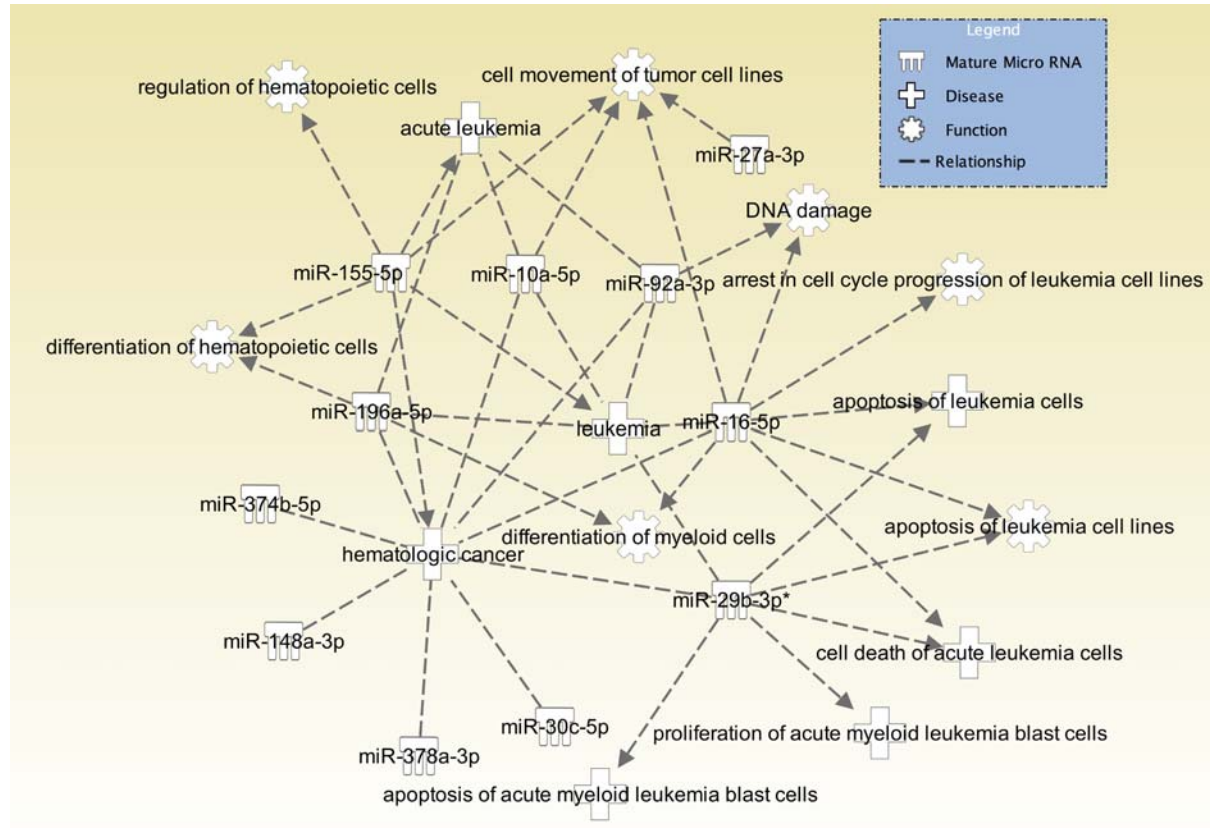 Legend
Mature Micro RNA
Disease
Function
Relationship
cell movement of tumor cell lines
regulation of hematopoietic cells
acute leukemia
miR-27a-3p
DNA damage
miR-155-5p
miR-10a-5p
miR-92a-3p
arrest in cell cycle progression of leukemia cell lines
differentiation of hematopoietic cells
miR-196a-5p
leukemia
miR-16-5p
apoptosis of leukemia cells
miR-374b-5p
hematologic cancer
differentiation of myeloid cells
apoptosis of leukemia cell lines
miR-29b-3p*
miR-148a-3p
cell death of acute leukemia cells
miR-30c-5p
proliferation of acute myeloid leukemia blast cells
miR-378a-3p
apoptosis of acute myeloid leukemia blast cells